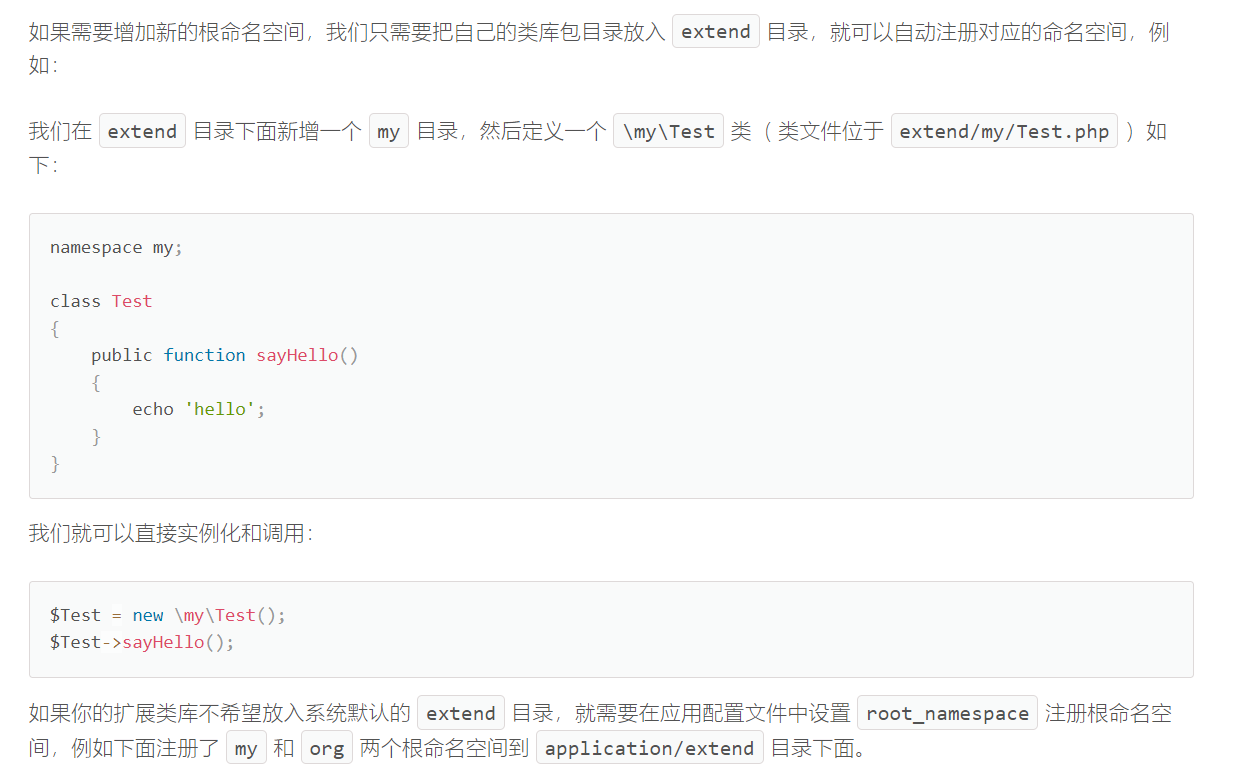 如果需要增加新的根命名空间，我们只需要把自己的类库包目录放入 extend 目录，就可以自动注册对应的命名空间，例
如：
我们在 extend 目录下面新增一个 my 目录，然后定义一个 \my\Test 类（ 类文件位于 extend/my/Test.php ）如
下：
namespace my;
class Test
{
    public function sayHello()
    {
        echo 'hello';
    }
}
我们就可以直接实例化和调用：
$Test = new \my\Test();
$Test->sayHello();
如果你的扩展类库不希望放入系统默认的 extend 目录，就需要在应用配置文件中设置 root_namespace 注册根命名空
间，例如下面注册了 my 和 org 两个根命名空间到 application/extend 目录下面。